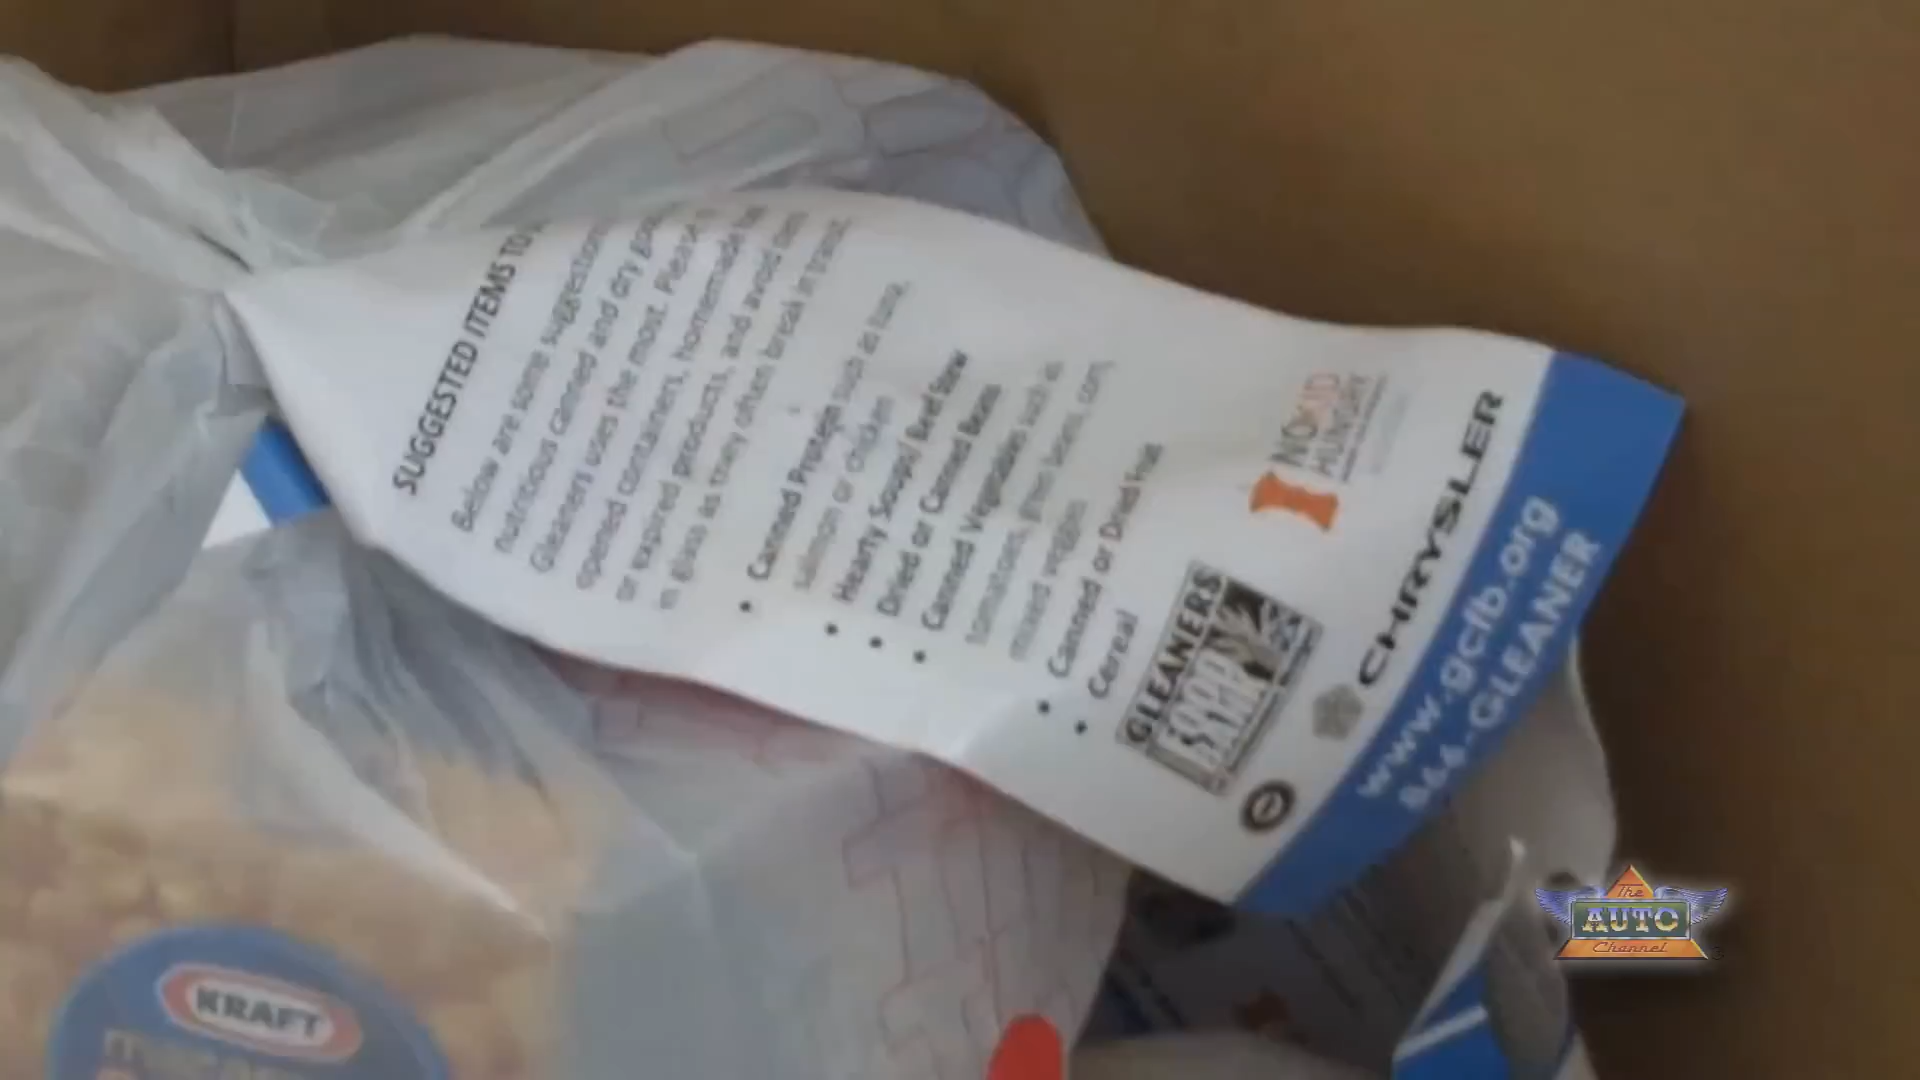 SUGGESTED ITEMS TO
Below are some suggestions
nutritious canned and dry
Gleaners uses the most. Please
opened containers, homemade
or expired products, and avoid
in glass as they often break in transit.
• Canned Protein such as tuna,
salmon or chicken
• Hearty Soups/ Beef Stew
• Dried or Canned Beans
• Canned Vegetables such as
tomatoes, green beans, corn,
mixed veggies
• Canned or Dried Fruit
• Cereal
GLEANERS
FOOD
BANK
NO KID
HUNGRY
CHRYSLER
www.gcfb.org
866-GLEANER
KRAFT
The
AUTO
Channel